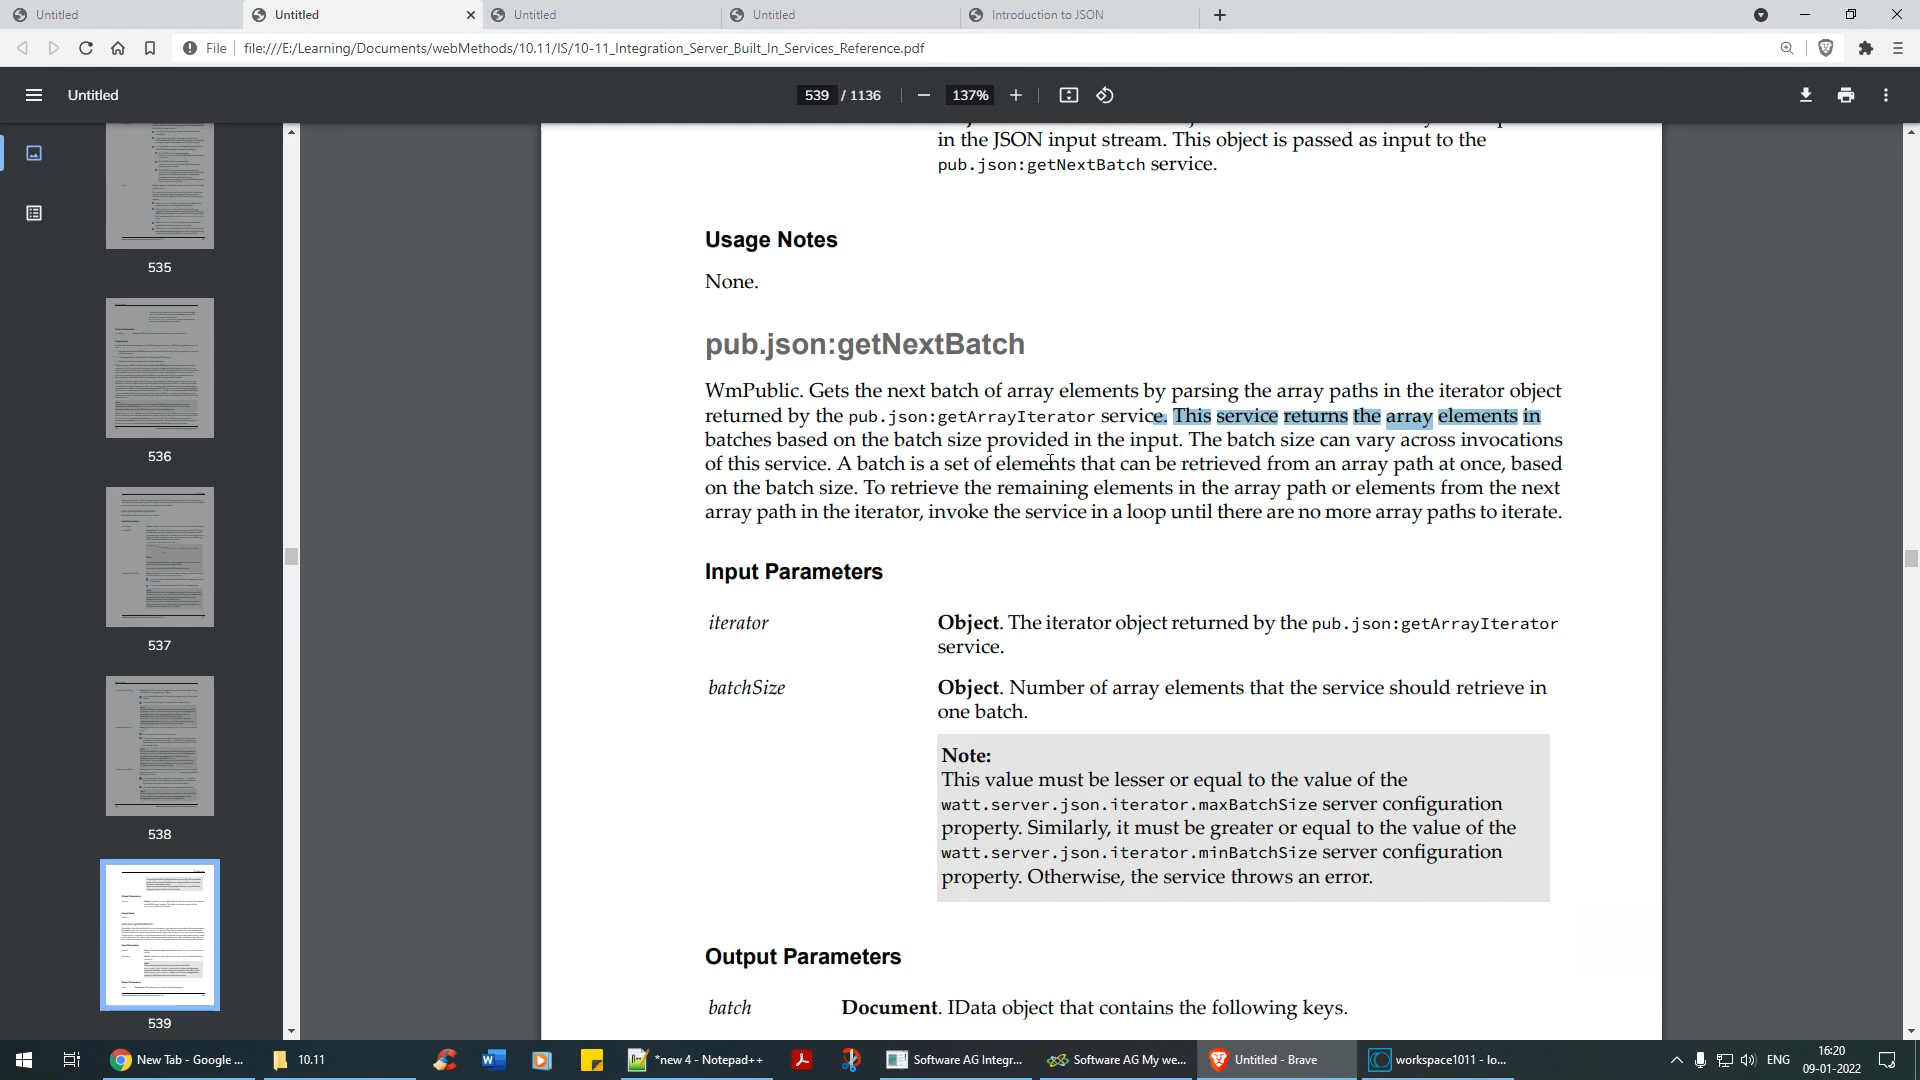 Untitled
Untitled
Untitled
Untitled
Introduction to JSON
File
file:///E:/Learning/Documents/webMethods/10.11/IS/10-11_Integration_Server_Built_In_Services_Reference.pdf
Untitled
539 / 1136
137%
535
536
537
538
539
in the JSON input stream. This object is passed as input to the
pub.json:getNextBatch service.
Usage Notes
None.
pub.json:getNextBatch
WmPublic. Gets the next batch of array elements by parsing the array paths in the iterator object
returned by the pub.json:getArrayIterator service. This service returns the array elements in
batches based on the batch size provided in the input. The batch size can vary across invocations
of this service. A batch is a set of elements that can be retrieved from an array path at once, based
on the batch size. To retrieve the remaining elements in the array path or elements from the next
array path in the iterator, invoke the service in a loop until there are no more array paths to iterate.
Input Parameters
iterator
Object. The iterator object returned by the pub.json:getArrayIterator
service.
batchSize
Object. Number of array elements that the service should retrieve in
one batch.
Note:
This value must be lesser or equal to the value of the
watt.server.json.iterator.maxBatchSize server configuration
property. Similarly, it must be greater or equal to the value of the
watt.server.json.iterator.minBatchSize server configuration
property. Otherwise, the service throws an error.
Output Parameters
batch
Document. IData object that contains the following keys.
New Tab - Google ...
10.11
*new 4 - Notepad++
Software AG Integr...
Software AG My we...
Untitled - Brave
workspace1011 - Io...
ENG
16:20
09-01-2022